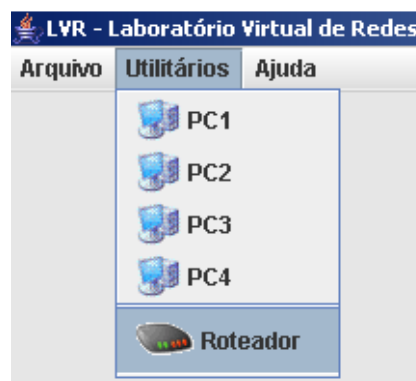 LVR - Laboratório Virtual de Redes
Arquivo Utilitários Ajuda
PC1
PC2
PC3
PC4
Roteador